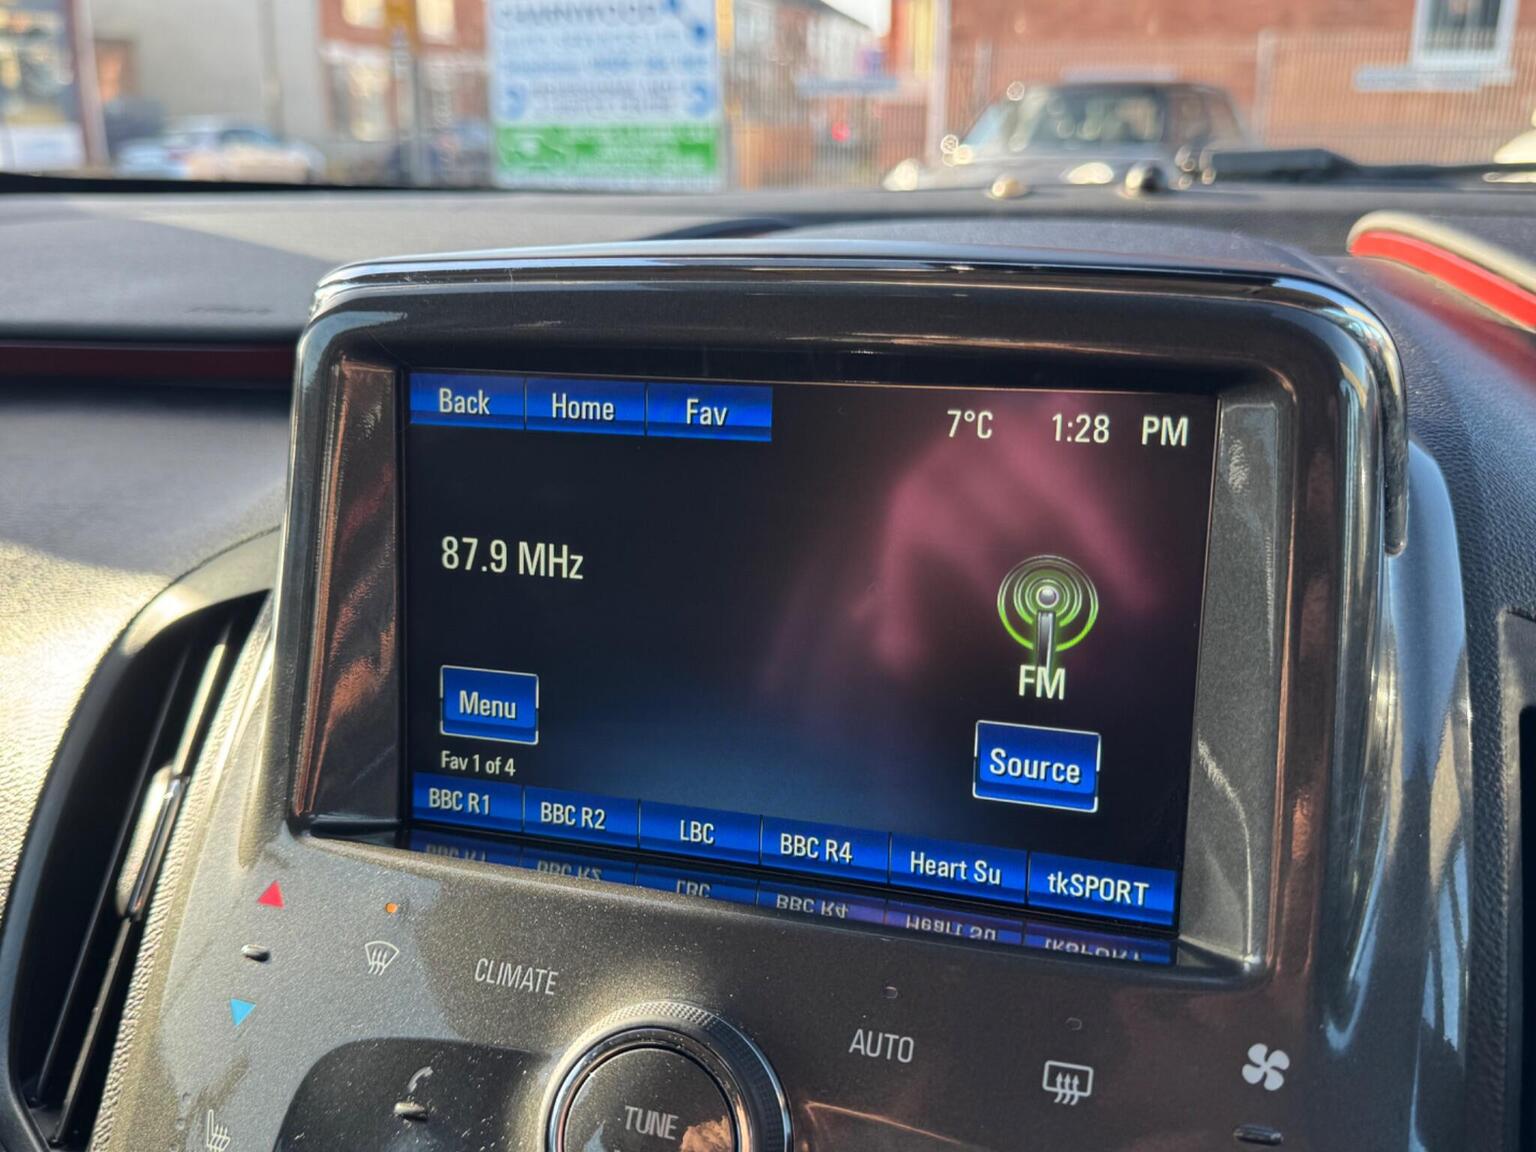 Back Home Fav 7°C 1:28 PM
87.9 MHz
FM
Menu
Source
Fav 1 of 4
BBC R1 BBC R2 LBC BBC R4 Heart Su tkSPORT
CLIMATE
AUTO
TUNE